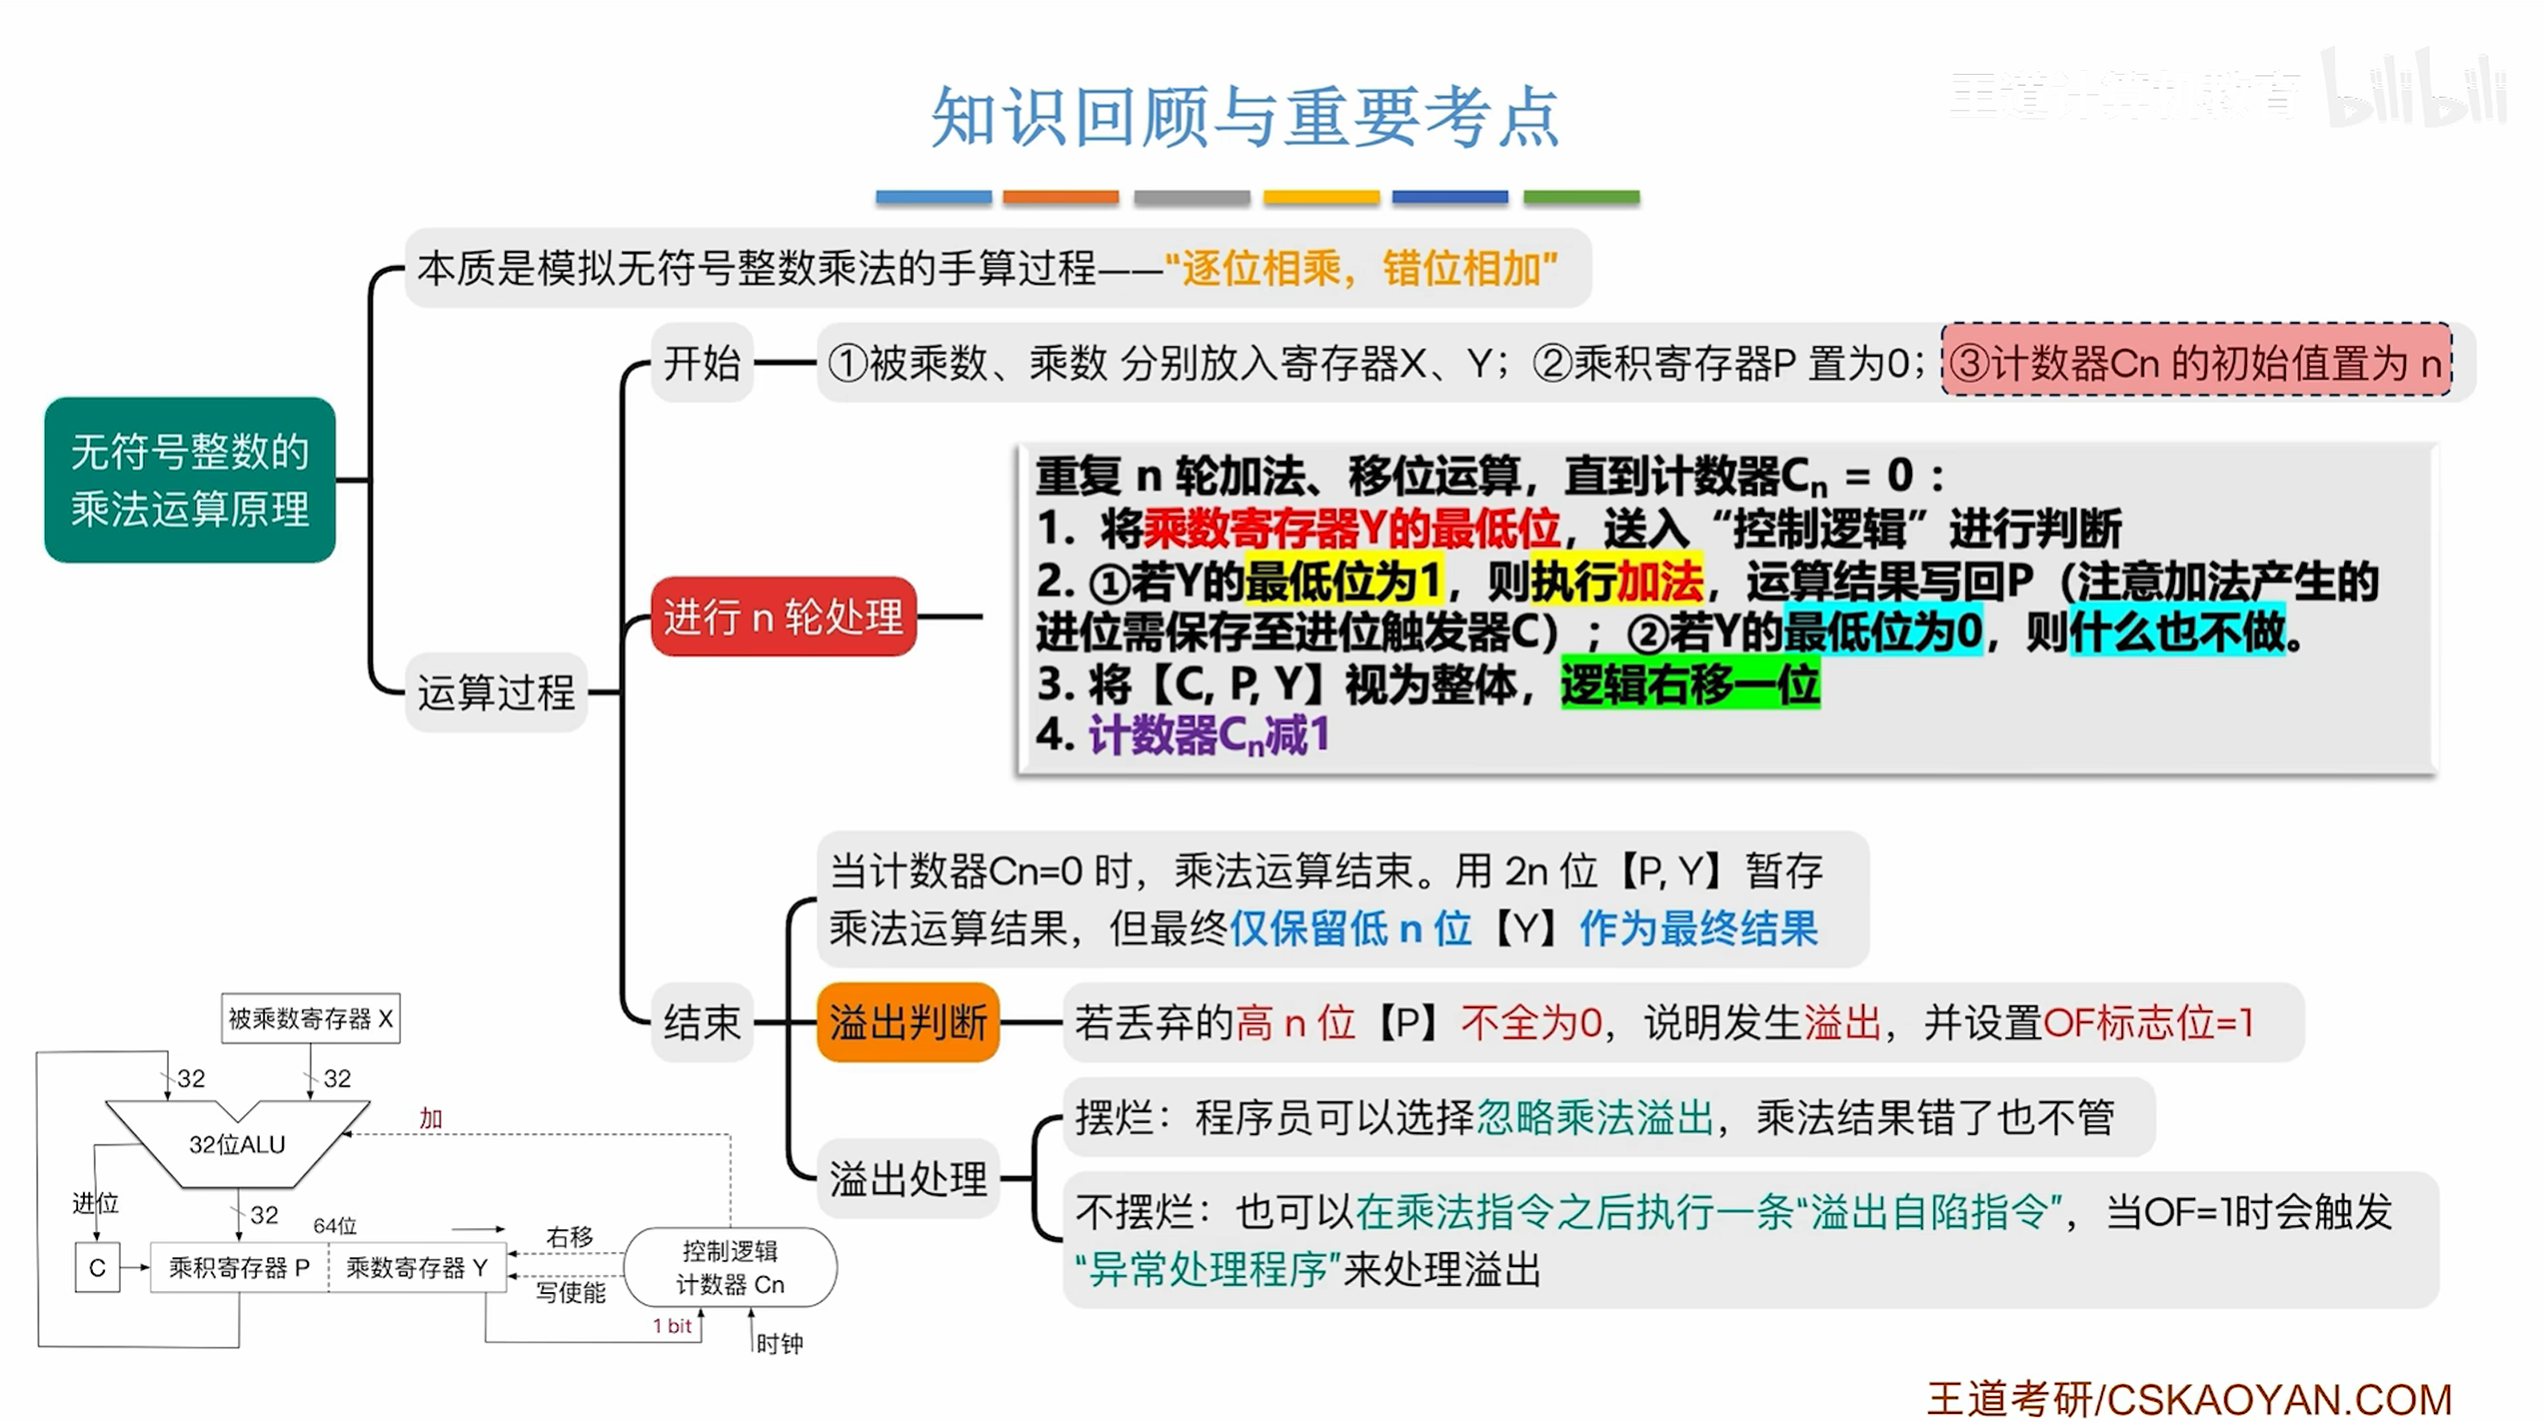 王道计算机教育 bilibili
知识回顾与重要考点
本质是模拟无符号整数乘法的手算过程——“逐位相乘，错位相加”
开始
①被乘数、乘数 分别放入寄存器X、Y；②乘积寄存器P 置为0；③计数器Cn 的初始值置为 n
无符号整数的
乘法运算原理
重复 n 轮加法、移位运算，直到计数器Cn = 0 ：
1. 将乘数寄存器Y的最低位，送入“控制逻辑”进行判断
2. ①若Y的最低位为1，则执行加法，运算结果写回P（注意加法产生的
进位需保存至进位触发器C）；②若Y的最低位为0，则什么也不做。
3. 将【C, P, Y】视为整体，逻辑右移一位
4. 计数器Cn减1
进行 n 轮处理
运算过程
当计数器Cn=0 时，乘法运算结束。用 2n 位【P, Y】暂存
乘法运算结果，但最终仅保留低 n 位【Y】作为最终结果
结束
溢出判断
若丢弃的高 n 位【P】不全为0，说明发生溢出，并设置OF标志位=1
溢出处理
摆烂：程序员可以选择忽略乘法溢出，乘法结果错了也不管
不摆烂：也可以在乘法指令之后执行一条“溢出自陷指令”，当OF=1时会触发
“异常处理程序”来处理溢出
被乘数寄存器 X
32
32
加
32位ALU
进位
32
64位
右移
C
乘积寄存器 P
乘数寄存器 Y
写使能
控制逻辑
计数器 Cn
1 bit
时钟
王道考研/CSKAOYAN.COM